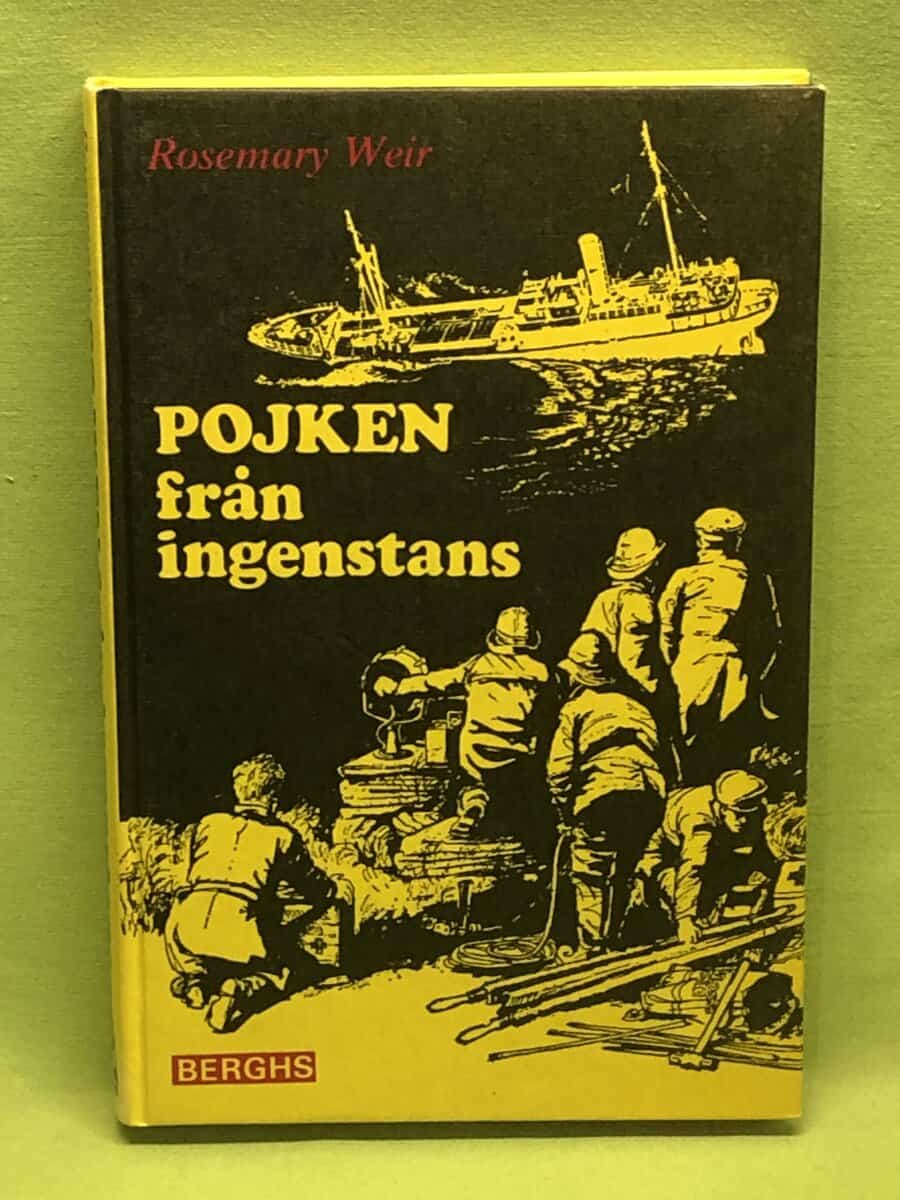 Rosemary Weir
POJKEN
från
ingenstans
BERGHS